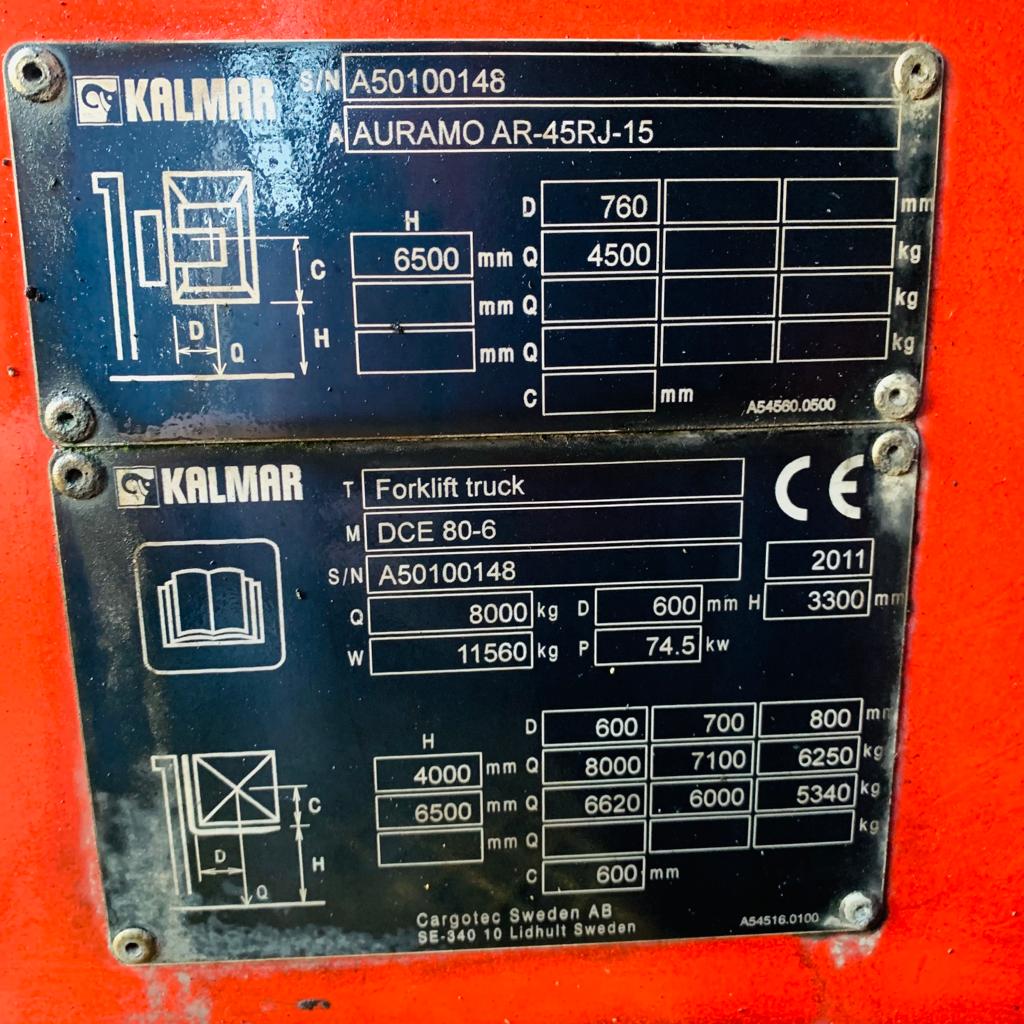 KALMAR S/N A50100148
A AURAMO AR-45RJ-15
D 760 mm
H
6500 mm Q 4500 kg
mm Q kg
mm Q kg
C mm
C
H
D
Q
A54560.0500
KALMAR T Forklift truck CE
M DCE 80-6
S/N A50100148 2011
Q 8000 kg D 600 mm H 3300 mm
W 11560 kg P 74.5 kw
D 600 700 800 mm
H
4000 mm Q 8000 7100 6250 kg
6500 mm Q 6620 6000 5340 kg
mm Q kg
C 600 mm
C
D
H
Q
Cargotec Sweden AB
SE-340 10 Lidhult Sweden
A54516.0100